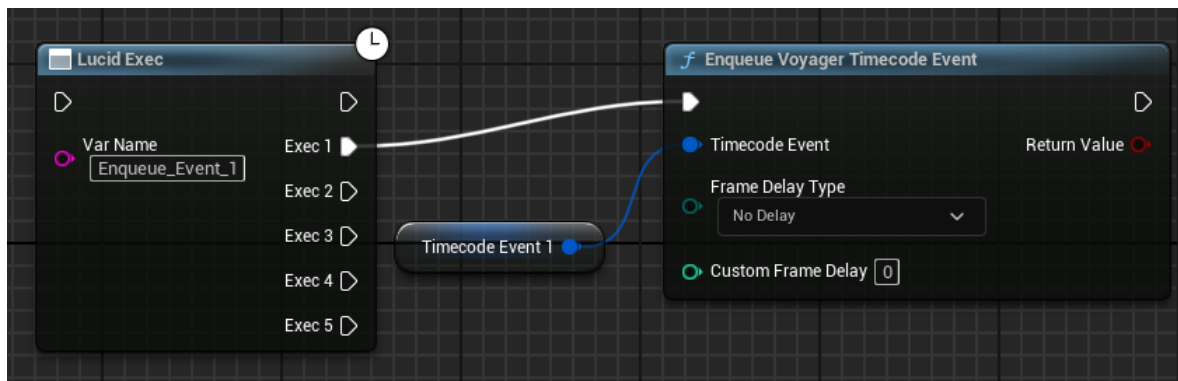 Lucid Exec
Var Name
Enqueue_Event_1
Exec 1
Exec 2
Exec 3
Exec 4
Exec 5
Timecode Event 1
f Enqueue Voyager Timecode Event
Timecode Event
Return Value
Frame Delay Type
No Delay
Custom Frame Delay 0